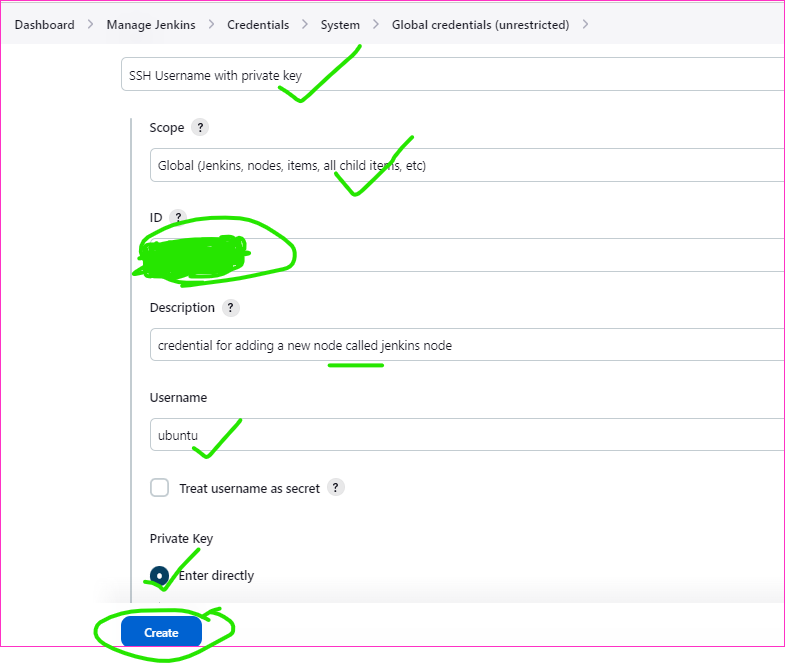 Dashboard > Manage Jenkins > Credentials > System > Global credentials (unrestricted) >
SSH Username with private key
Scope ?
Global (Jenkins, nodes, items, all child items, etc)
ID ?
Description ?
credential for adding a new node called jenkins node
Username
ubuntu
Treat username as secret ?
Private Key
Enter directly
Create